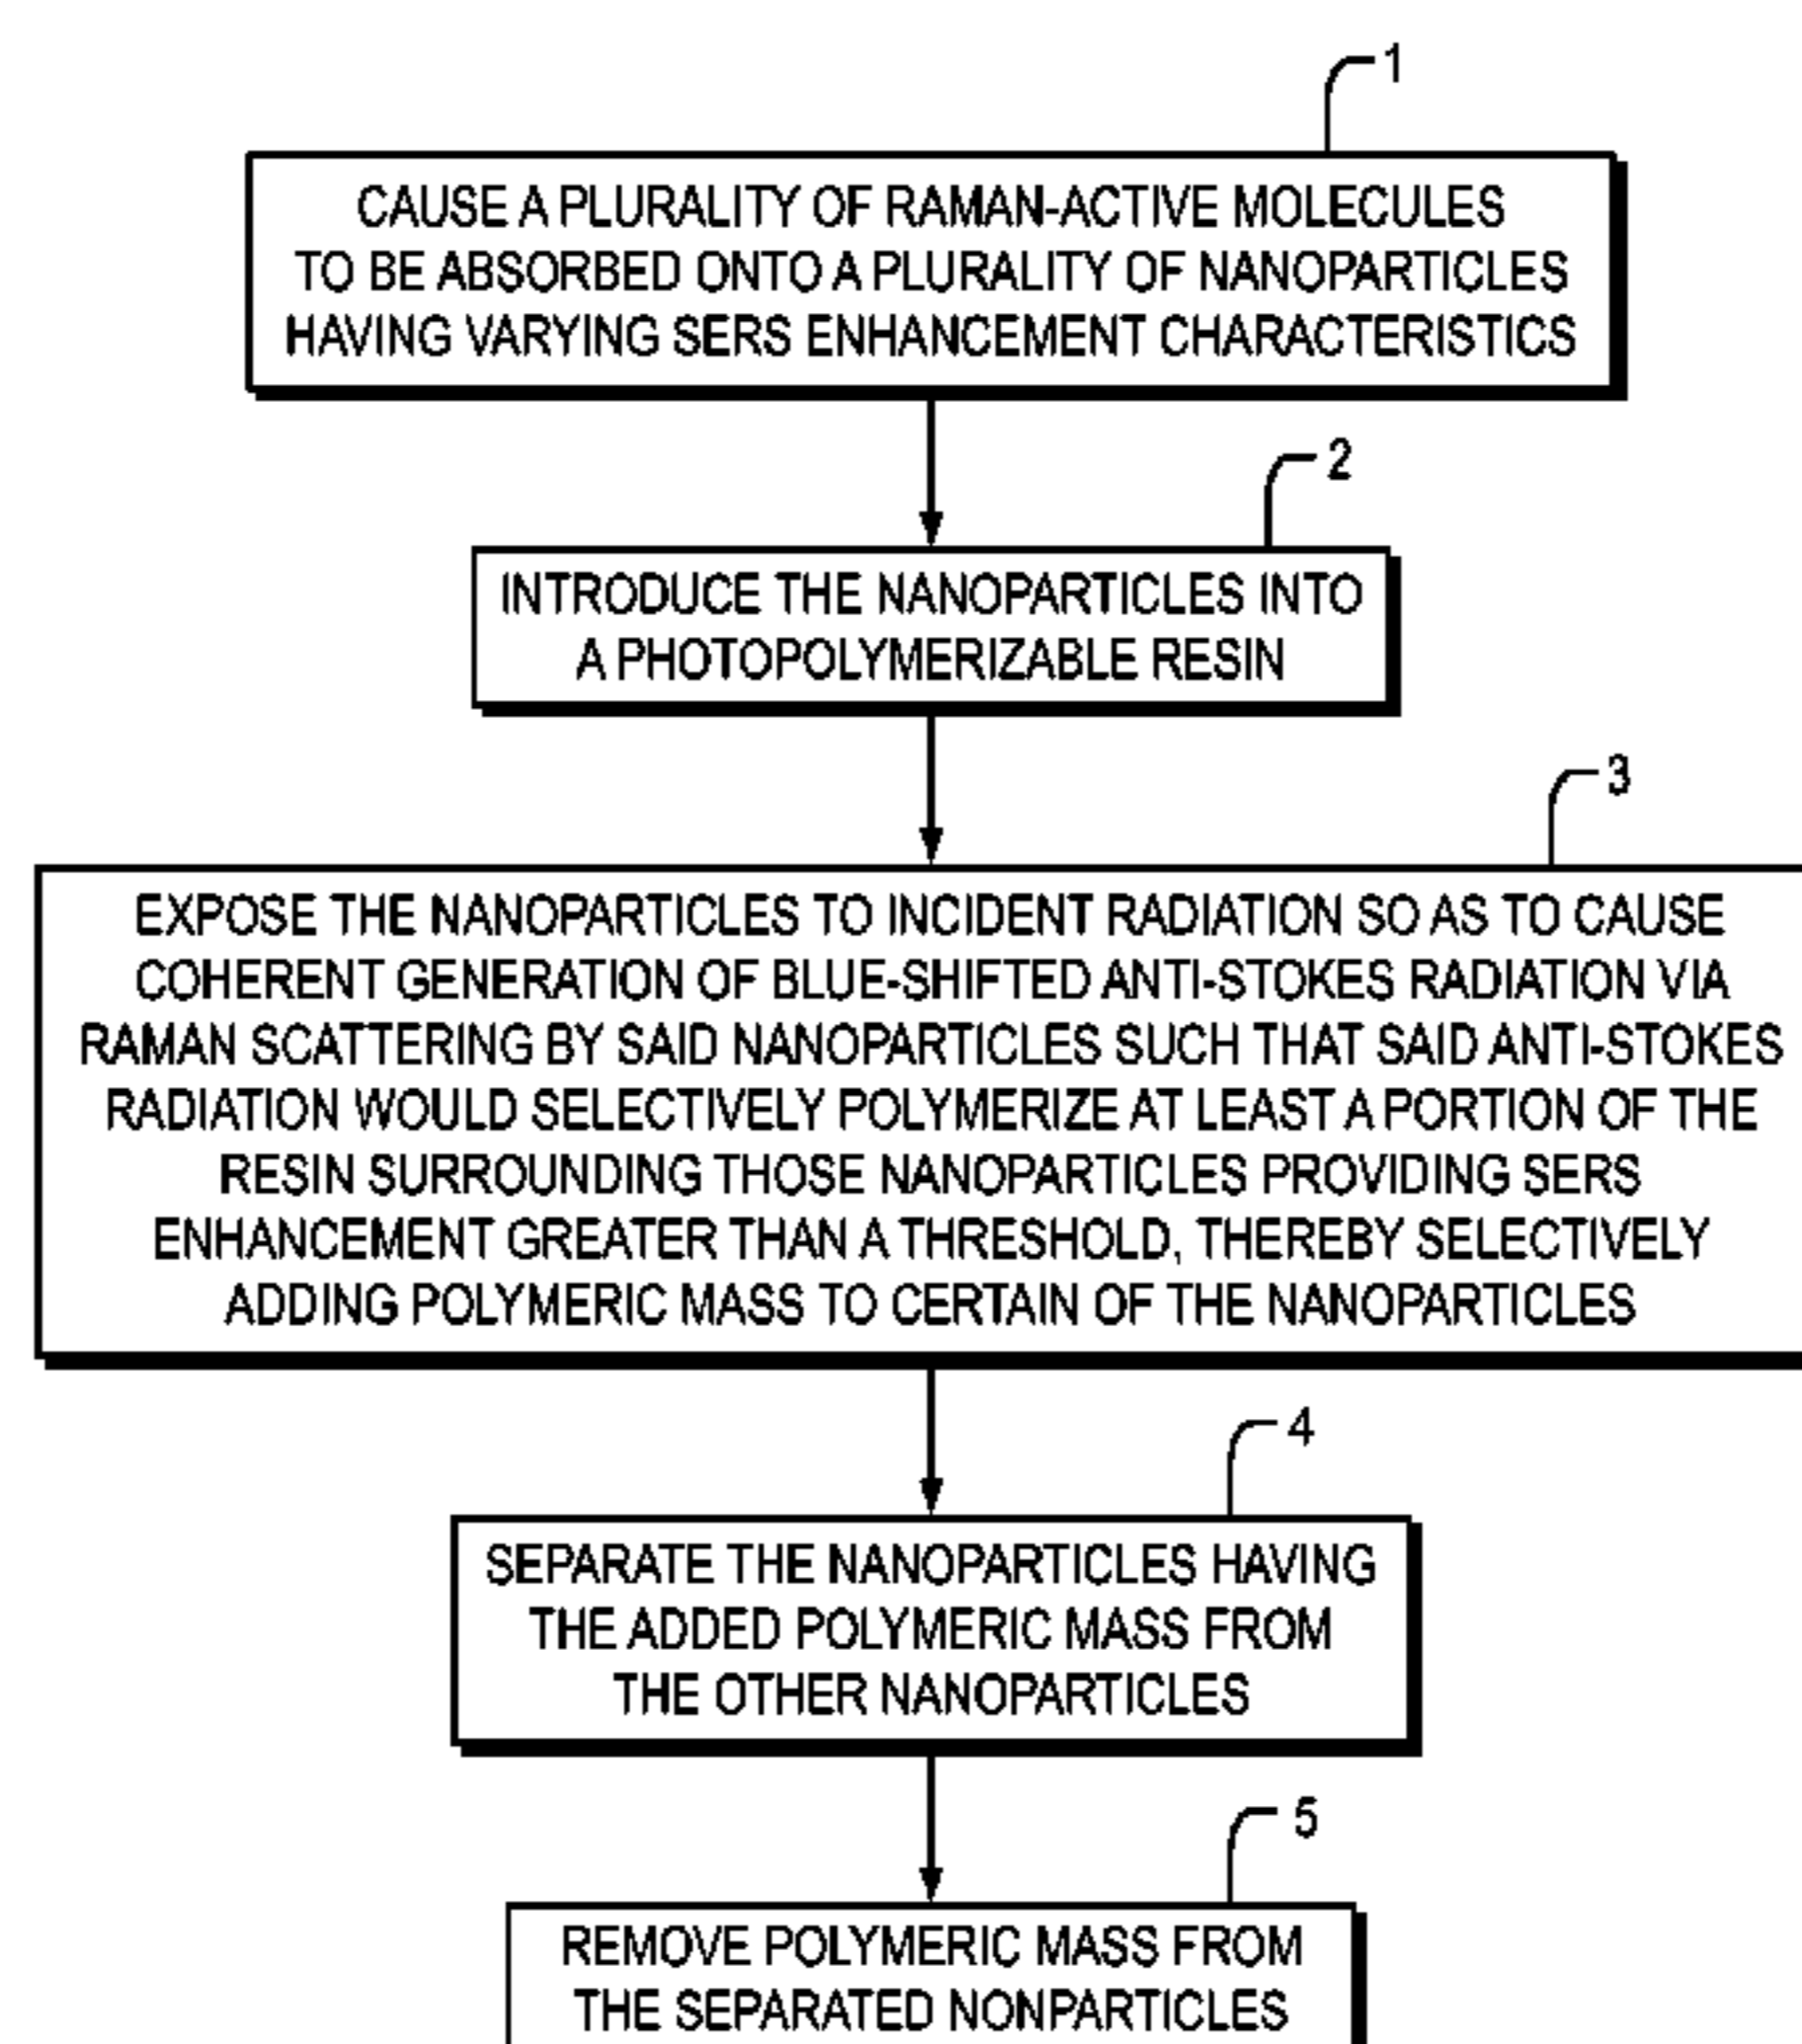 1
CAUSE A PLURALITY OF RAMAN-ACTIVE MOLECULES
TO BE ABSORBED ONTO A PLURALITY OF NANOPARTICLES
HAVING VARYING SERS ENHANCEMENT CHARACTERISTICS
2
INTRODUCE THE NANOPARTICLES INTO
A PHOTOPOLYMERIZABLE RESIN
3
EXPOSE THE NANOPARTICLES TO INCIDENT RADIATION SO AS TO CAUSE
COHERENT GENERATION OF BLUE-SHIFTED ANTI-STOKES RADIATION VIA
RAMAN SCATTERING BY SAID NANOPARTICLES SUCH THAT SAID ANTI-STOKES
RADIATION WOULD SELECTIVELY POLYMERIZE AT LEAST A PORTION OF THE
RESIN SURROUNDING THOSE NANOPARTICLES PROVIDING SERS
ENHANCEMENT GREATER THAN A THRESHOLD, THEREBY SELECTIVELY
ADDING POLYMERIC MASS TO CERTAIN OF THE NANOPARTICLES
4
SEPARATE THE NANOPARTICLES HAVING
THE ADDED POLYMERIC MASS FROM
THE OTHER NANOPARTICLES
5
REMOVE POLYMERIC MASS FROM
THE SEPARATED NONPARTICLES